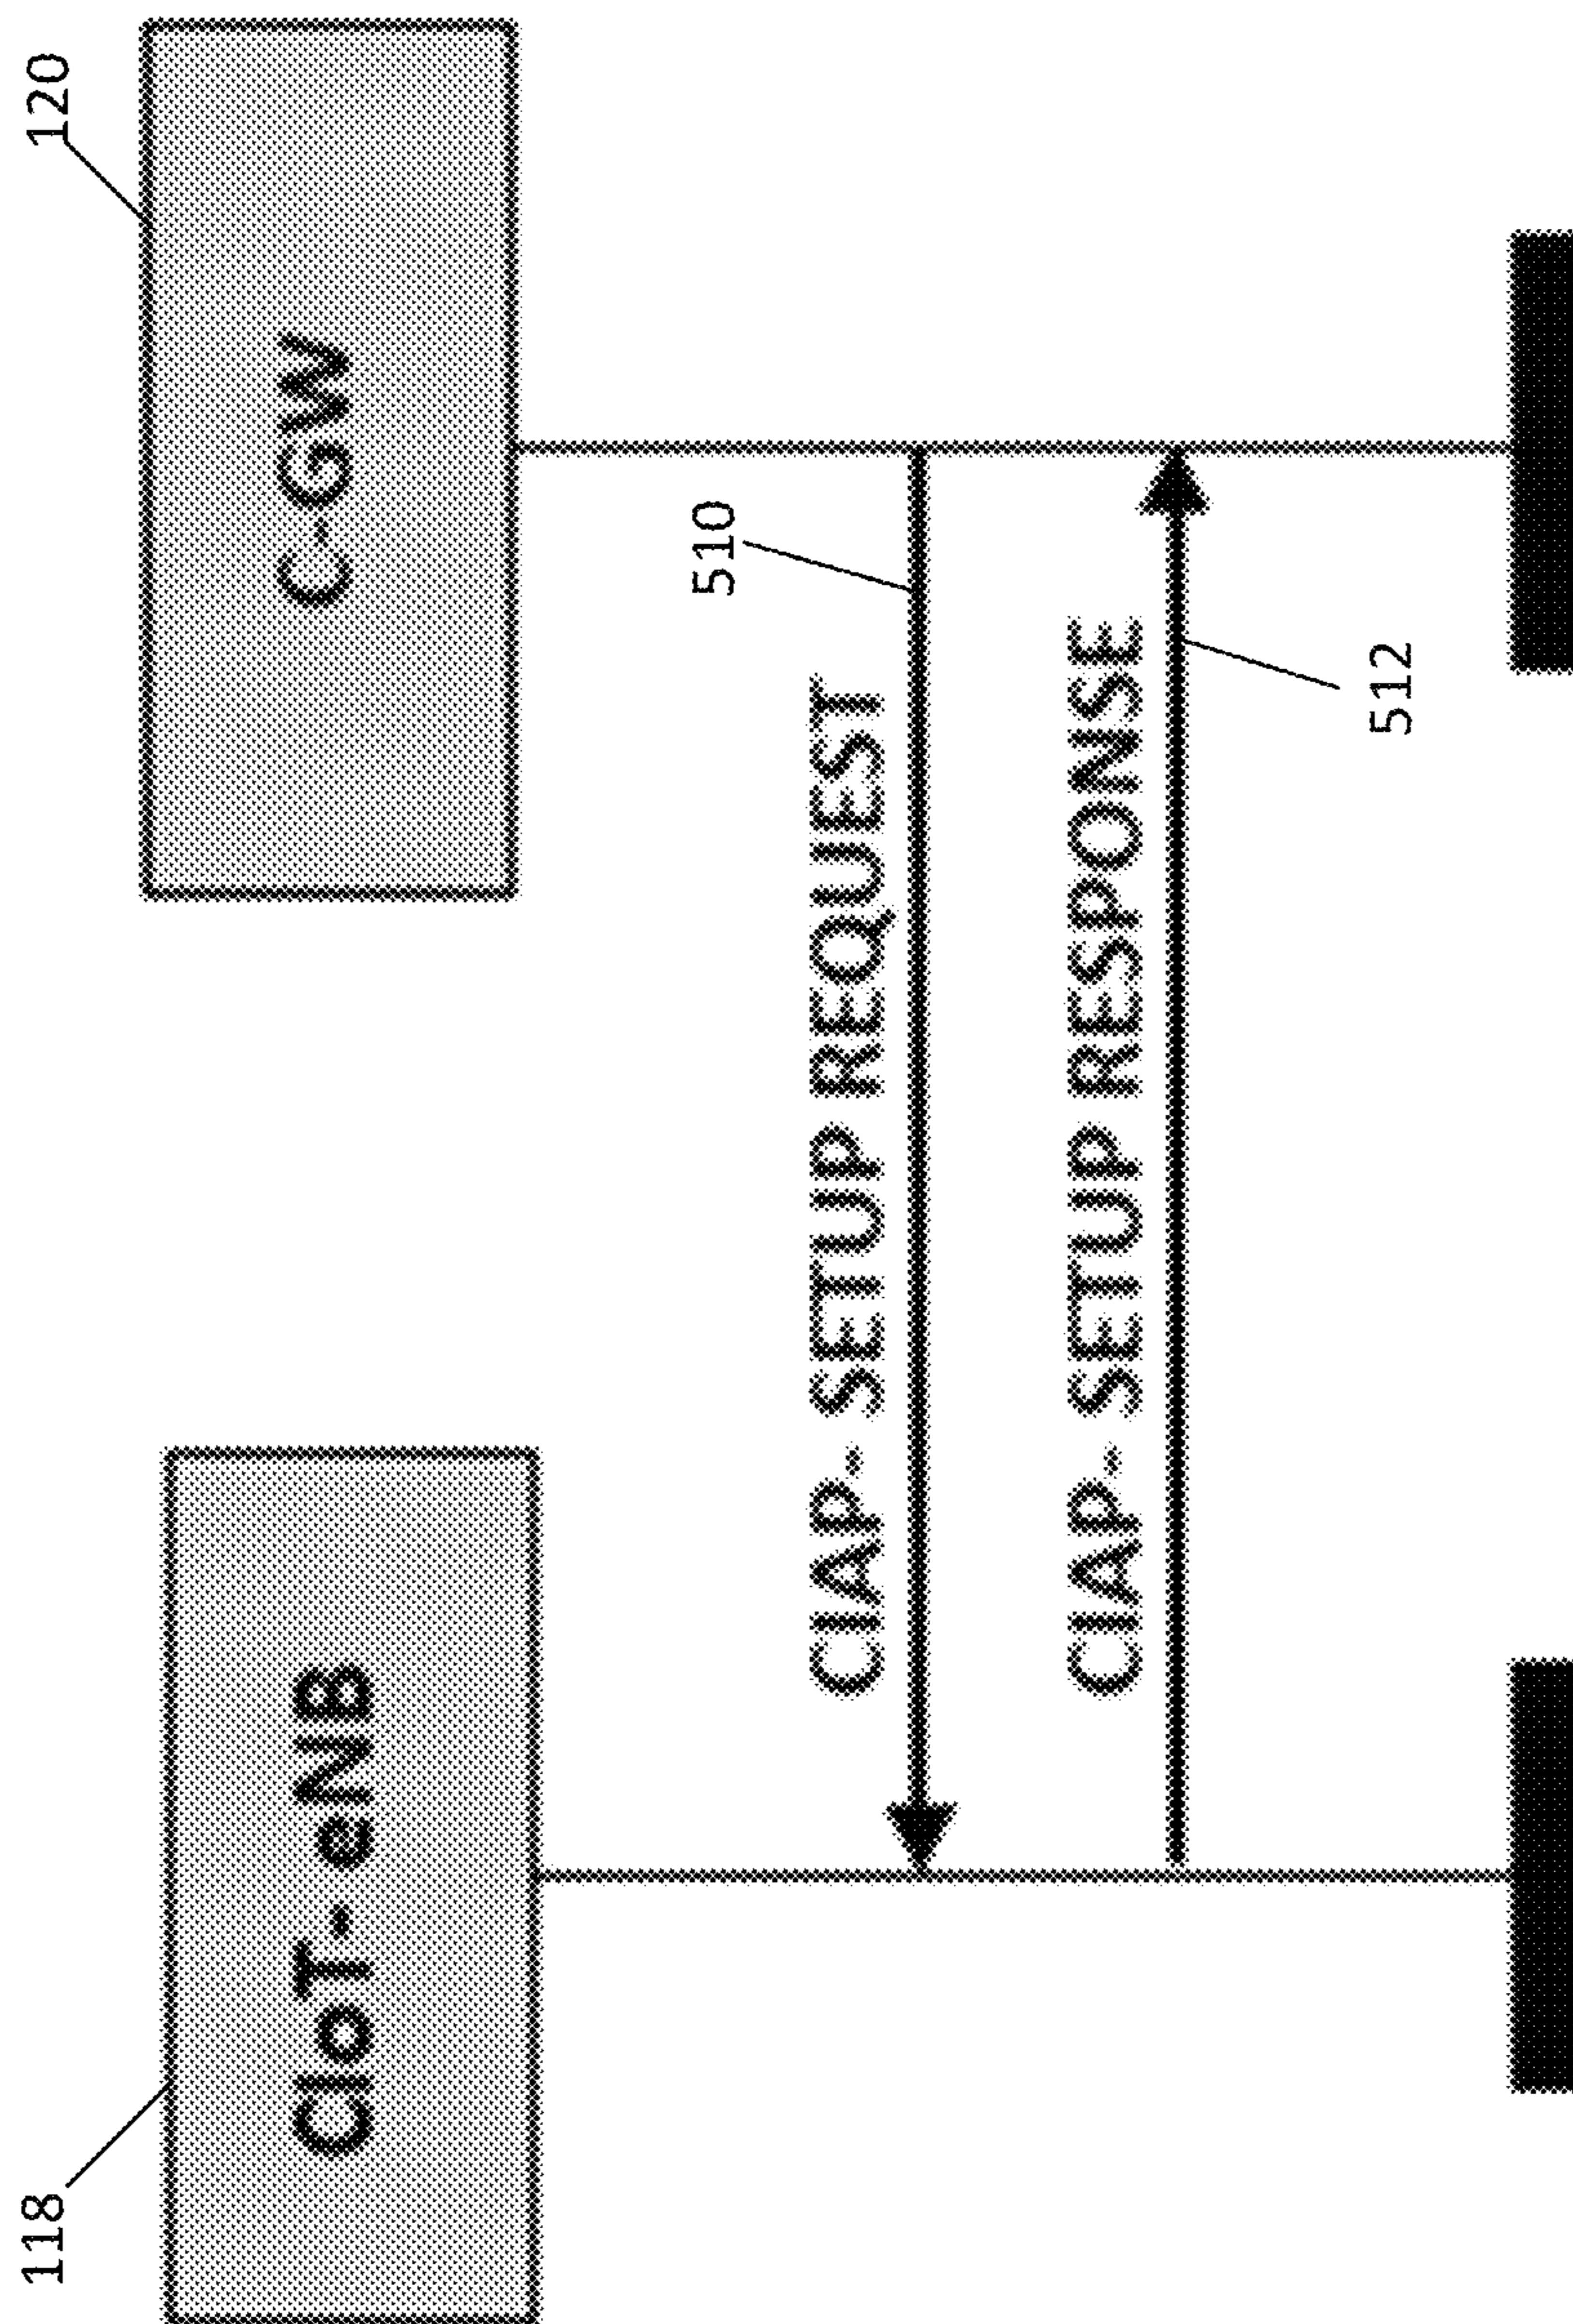 118
CIoT- eNB
120
C-GW
510
CIAP- SETUP REQUEST
CIAP- SETUP RESPONSE
512